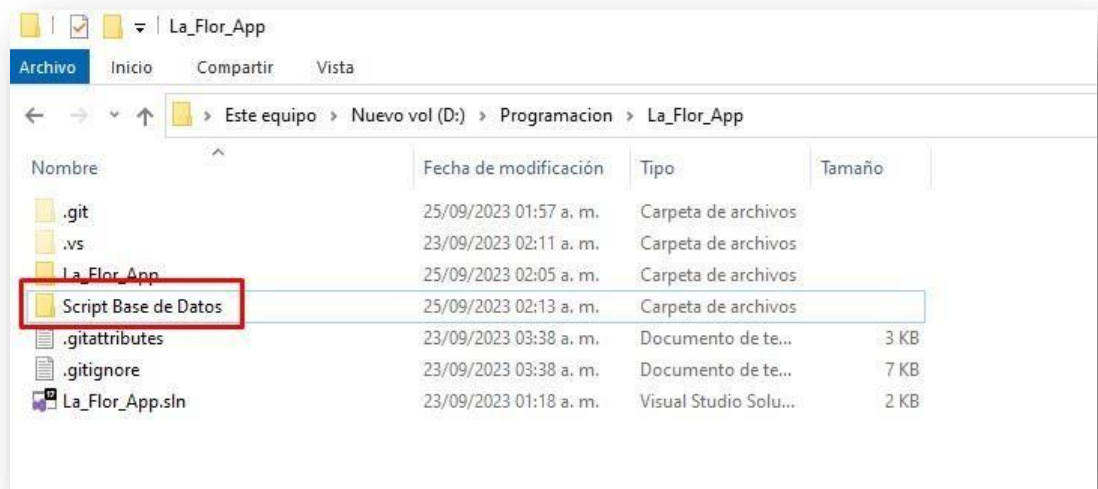 La_Flor_App
Archivo Inicio Compartir Vista
Este equipo > Nuevo vol (D:) > Programacion > La_Flor_App
Nombre Fecha de modificación Tipo Tamaño
.git 25/09/2023 01:57 a. m. Carpeta de archivos
.vs 23/09/2023 02:11 a. m. Carpeta de archivos
La_Flor_App 25/09/2023 02:05 a. m. Carpeta de archivos
Script Base de Datos 25/09/2023 02:13 a. m. Carpeta de archivos
.gitattributes 23/09/2023 03:38 a. m. Documento de te... 3 KB
.gitignore 23/09/2023 03:38 a. m. Documento de te... 7 KB
La_Flor_App.sln 23/09/2023 01:18 a. m. Visual Studio Solu... 2 KB